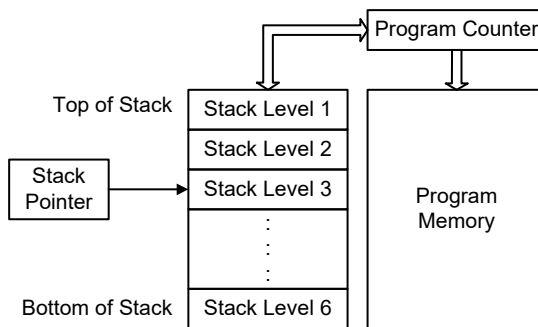 Program Counter
Top of Stack
Stack Level 1
Stack Level 2
Stack
Pointer
Stack Level 3
Program
Memory
:
:
:
Bottom of Stack
Stack Level 6